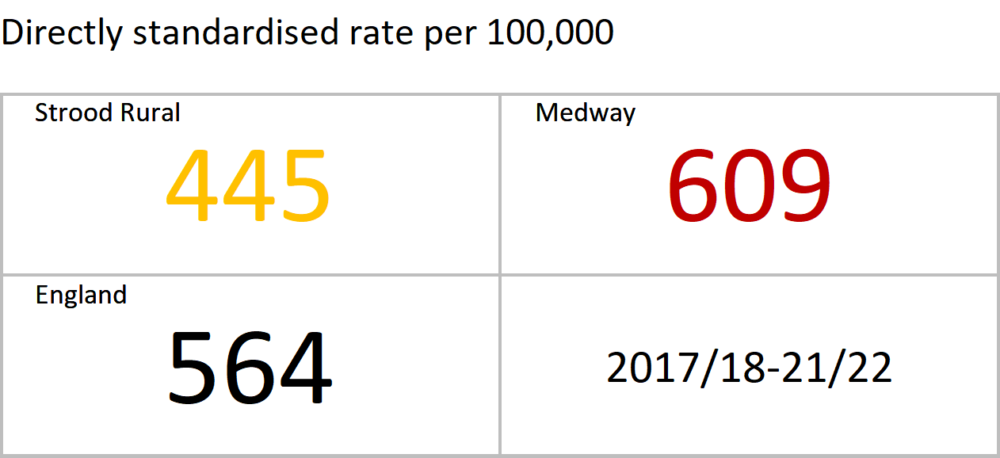 Directly standardised rate per 100,000
Strood Rural
445
Medway
609
England
564
2017/18-21/22